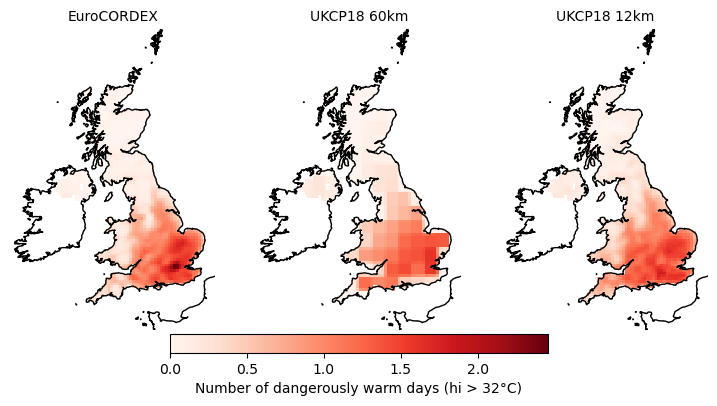 EuroCORDEX
UKCP18 60km
UKCP18 12km
0.0
0.5
1.0
1.5
2.0
Number of dangerously warm days (hi > 32°C)